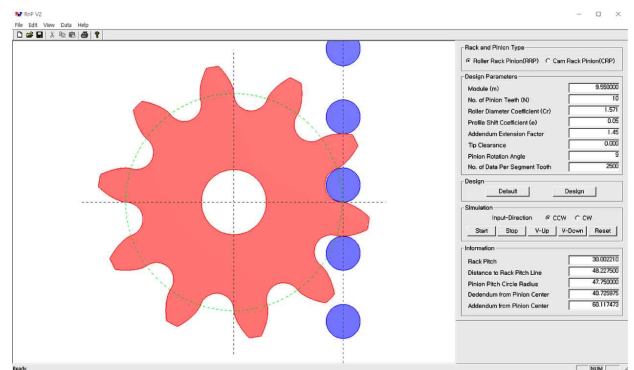 RnP V2
File Edit View Data Help
Rack and Pinion Type
Roller Rack Pinion(RRP) Cam Rack Pinion(CRP)
Design Parameters
Module (m) 9.550000
No. of Pinion Teeth (N) 10
Roller Diameter Coefficient (Cr) 1.571
Profile Shift Coefficient (e) 0.05
Addendum Extension Factor 1.45
Tip Clearance 0.000
Pinion Rotation Angle 9
No. of Data Per Segment Tooth 2500
Design
Default Design
Simulation
Input-Direction CCW CW
Start Stop V-Up V-Down Reset
Information
Rack Pitch 30.002210
Distance to Rack Pitch Line 48.227500
Pinion Pitch Circle Radius 47.750000
Dedendum from Pinion Center 40.725975
Addendum from Pinion Center 60.117473
Ready NUM